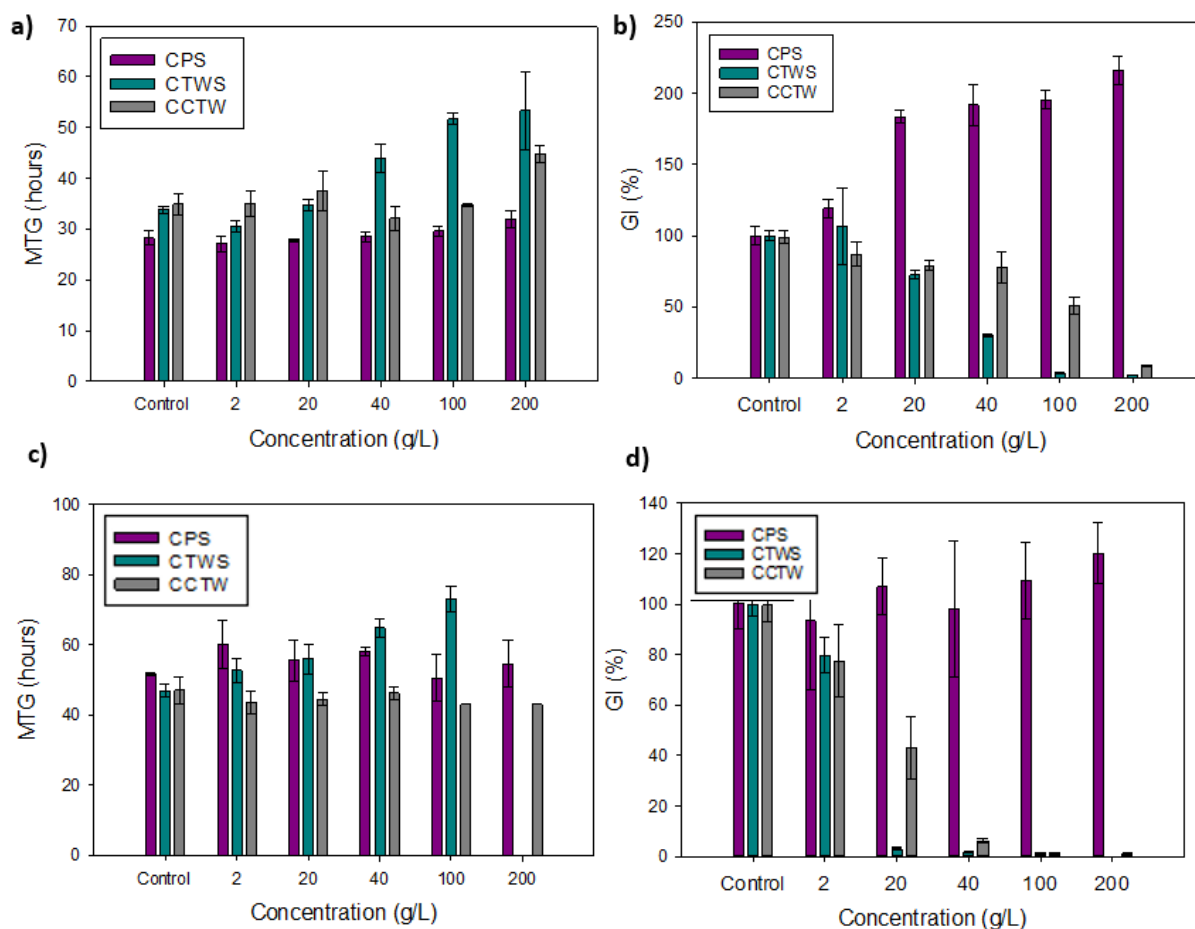 a)
70
60
50
40
30
20
10
0
MTG (hours)
CPS
CTWS
CCTW
Control 2 20 40 100 200
Concentration (g/L)
b)
250
200
150
100
50
0
GI (%)
CPS
CTWS
CCTW
Control 2 20 40 100 200
Concentration (g/L)
c)
100
80
60
40
20
0
MTG (hours)
CPS
CTWS
CCTW
Control 2 20 40 100 200
Concentration (g/L)
d)
140
120
100
80
60
40
20
0
GI (%)
CPS
CTWS
CCTW
Control 2 20 40 100 200
Concentration (g/L)